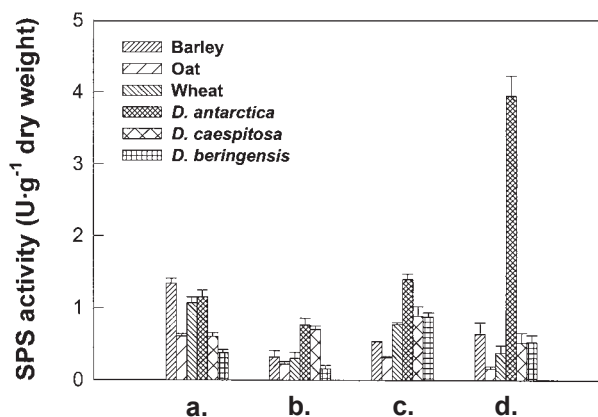 SPS activity (U·g⁻¹ dry weight)
5
4
3
2
1
0
Barley
Oat
Wheat
D. antarctica
D. caespitosa
D. beringensis
a. b. c. d.